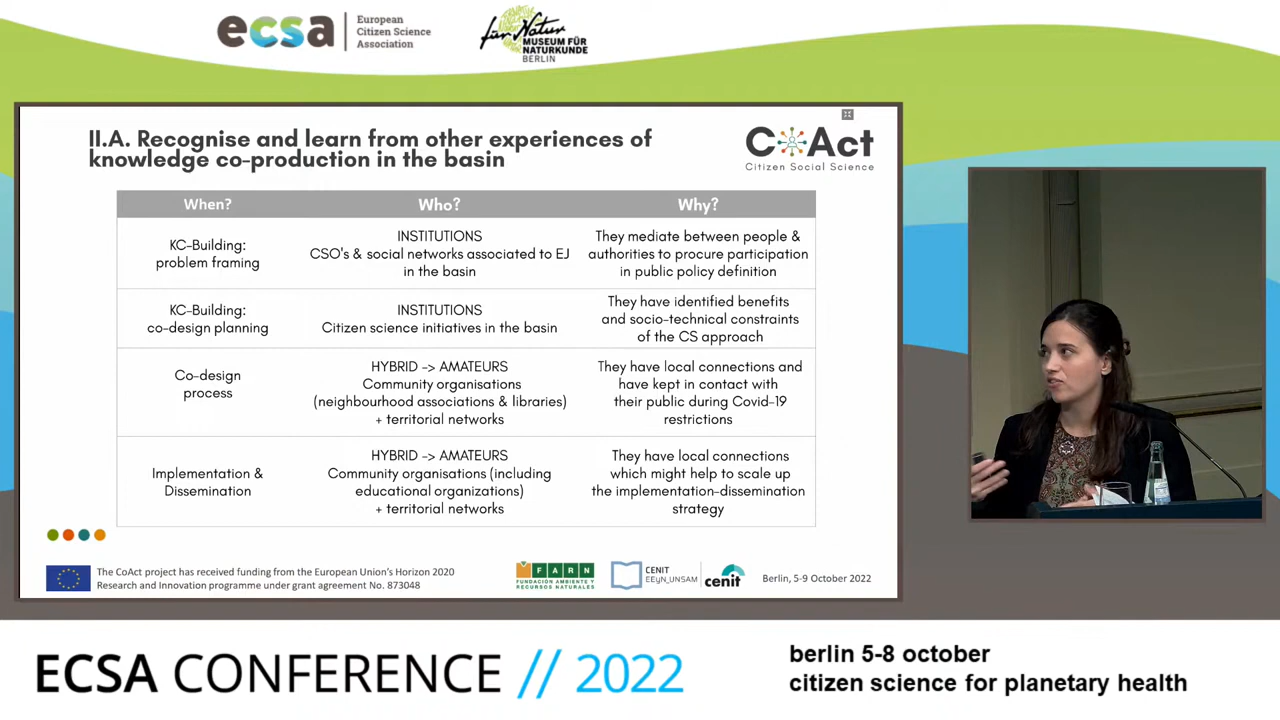 ecsa
European
Citizen Science
Association
für Natur
MUSEUM FÜR
NATURKUNDE
BERLIN
II.A. Recognise and learn from other experiences of
knowledge co-production in the basin
CoAct
Citizen Social Science
When?
Who?
Why?
KC-Building:
problem framing
INSTITUTIONS
CSO's & social networks associated to EJ
in the basin
They mediate between people &
authorities to procure participation
in public policy definition
KC-Building:
co-design planning
INSTITUTIONS
Citizen science initiatives in the basin
They have identified benefits
and socio-technical constraints
of the CS approach
Co-design
process
HYBRID -> AMATEURS
Community organisations
(neighbourhood associations & libraries)
+ territorial networks
They have local connections and
have kept in contact with
their public during Covid-19
restrictions
Implementation &
Dissemination
HYBRID -> AMATEURS
Community organisations (including
educational organizations)
+ territorial networks
They have local connections
which might help to scale up
the implementation-dissemination
strategy
The CoAct project has received funding from the European Union's Horizon 2020
Research and Innovation programme under grant agreement No. 873048
FARN
FUNDACIÓN AMBIENTE Y
RECURSOS NATURALES
CENIT
EEyN_UNSAM
cenit
Berlin, 5-9 October 2022
ECSA CONFERENCE // 2022
berlin 5-8 october
citizen science for planetary health